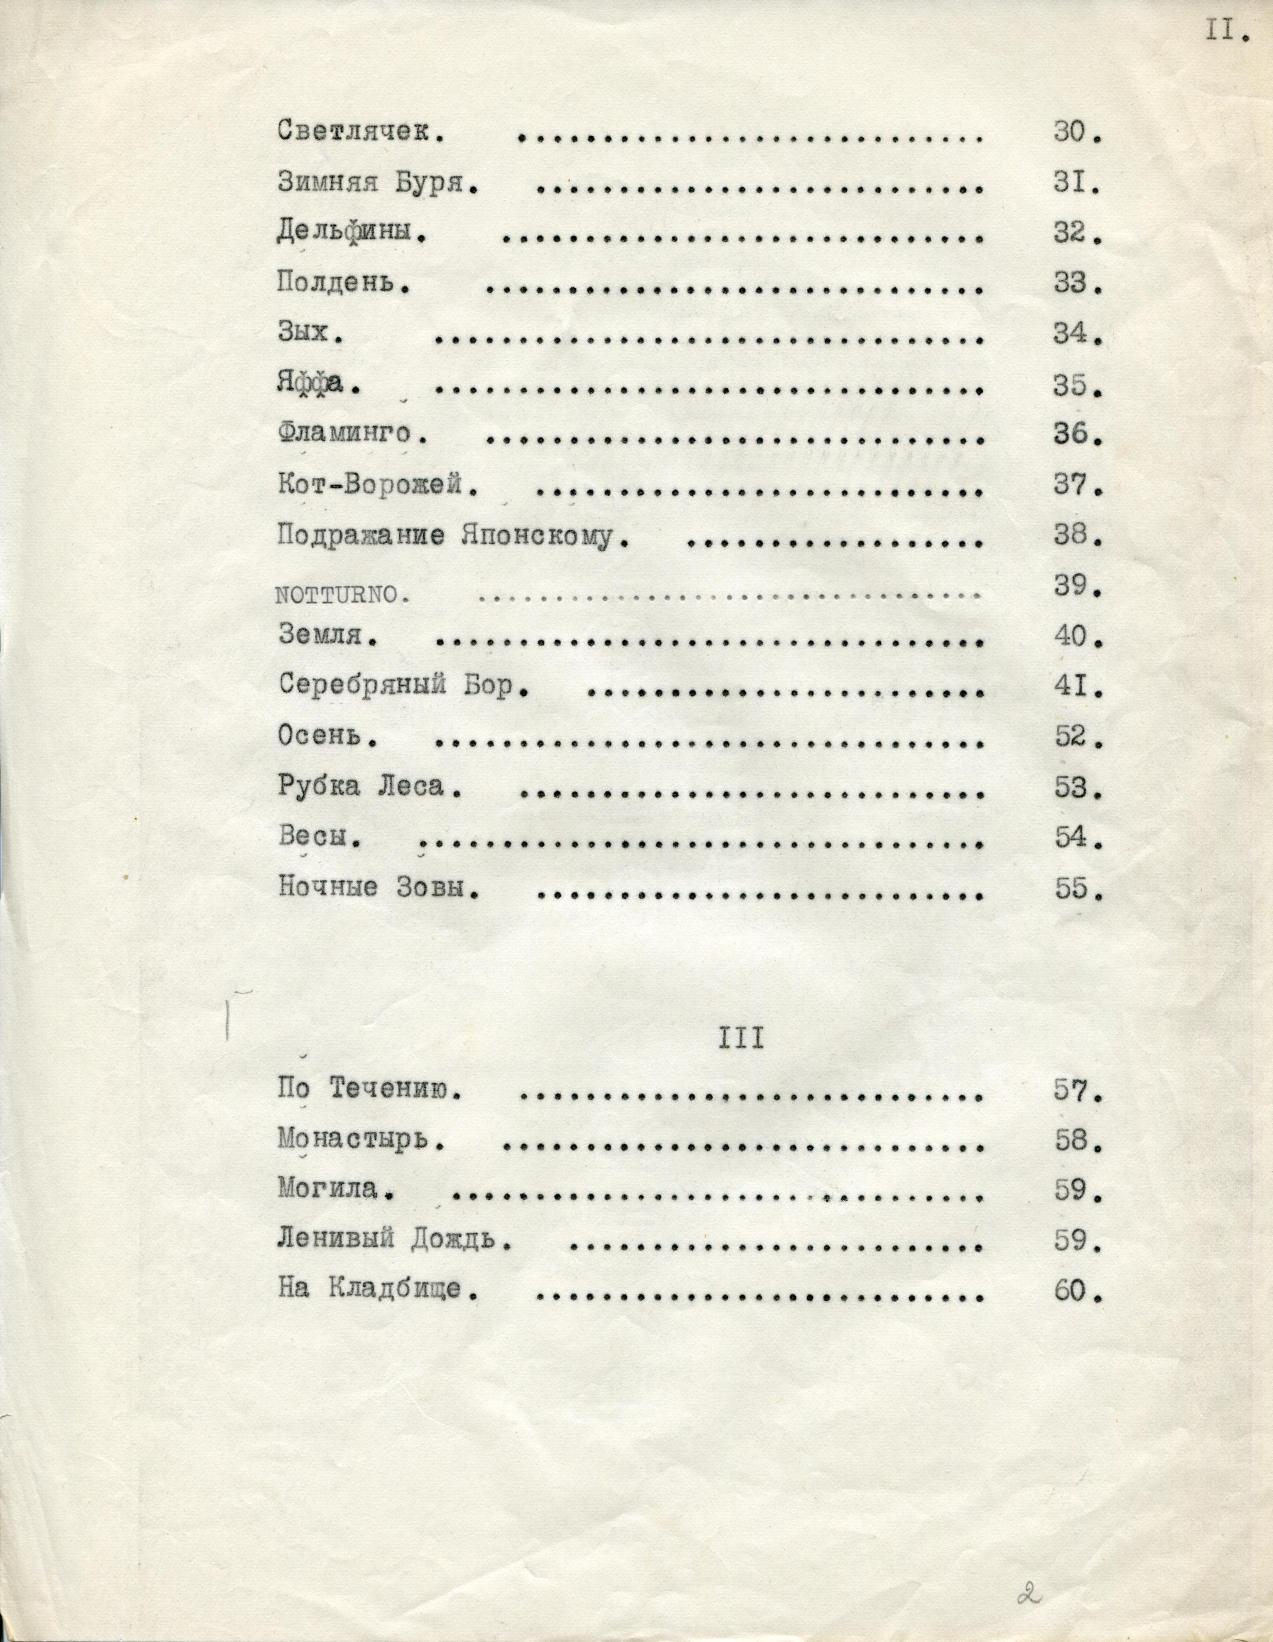 II.
Светлячек. ............................ 30.
Зимняя Буря. ........................... 31.
Дельфины. ............................. 32.
Полдень. .............................. 33.
Зых. ................................. 34.
Яффа. ................................. 35.
Фламинго. .............................. 36.
Кот-Ворожей. ........................... 37.
Подражание Японскому. .................. 38.
NOTTURNO. ................................. 39.
Земля. ................................. 40.
Серебряный Бор. ........................ 41.
Осень. ................................. 52.
Рубка Леса. ............................ 53.
Весы. .................................. 54.
Ночные Зовы. ........................... 55.
III
По Течению. ............................ 57.
Монастырь. ............................. 58.
Могила. ................................ 59.
Ленивый Дождь. ......................... 59.
На Кладбище. ........................... 60.
2